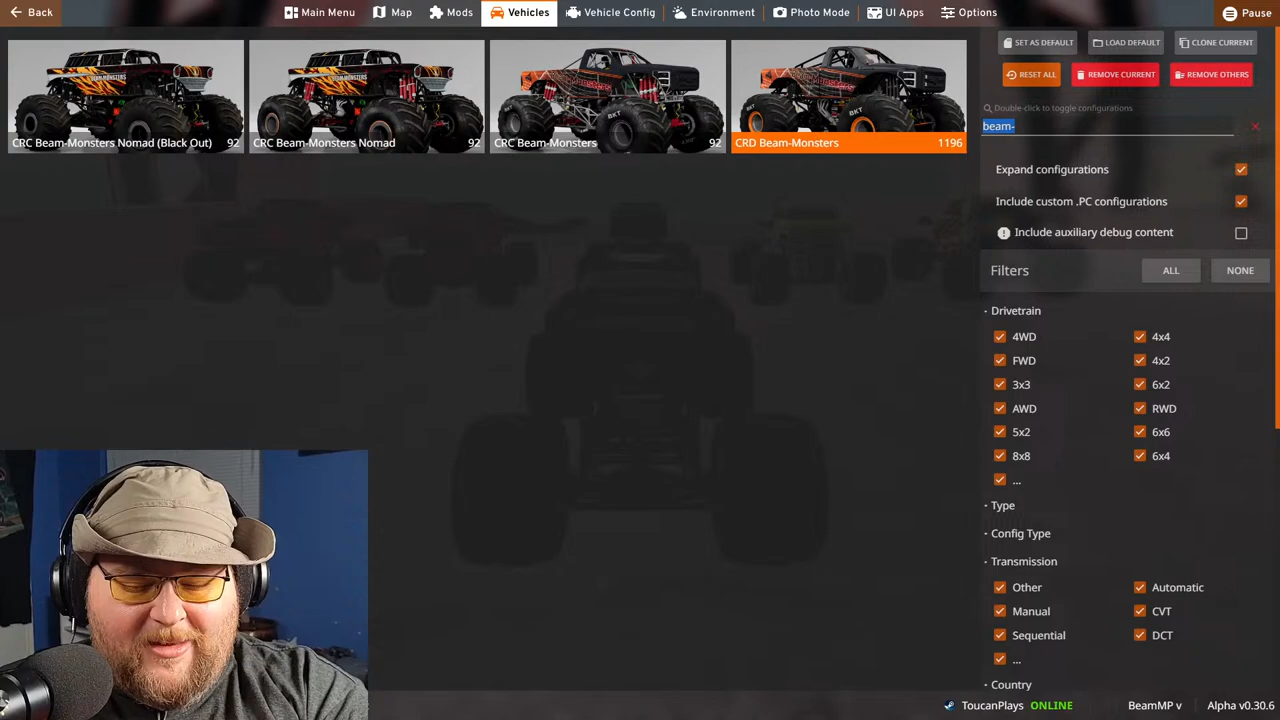 Back
Main Menu
Map
Mods
Vehicles
Vehicle Config
Environment
Photo Mode
UI Apps
Options
Pause
CRC Beam-Monsters Nomad (Black Out) 92
CRC Beam-Monsters Nomad 92
CRC Beam-Monsters 92
CRD Beam-Monsters 1196
BKT
BKT
SET AS DEFAULT
LOAD DEFAULT
CLONE CURRENT
RESET ALL
REMOVE CURRENT
REMOVE OTHERS
Double-click to toggle configurations
beam-
Expand configurations
Include custom .PC configurations
Include auxiliary debug content
Filters
ALL
NONE
- Drivetrain
4WD
4x4
FWD
4x2
3x3
6x2
AWD
RWD
5x2
6x6
8x8
6x4
...
- Type
- Config Type
- Transmission
Other
Automatic
Manual
CVT
Sequential
DCT
...
- Country
ToucanPlays ONLINE
BeamMP v
Alpha v0.30.6